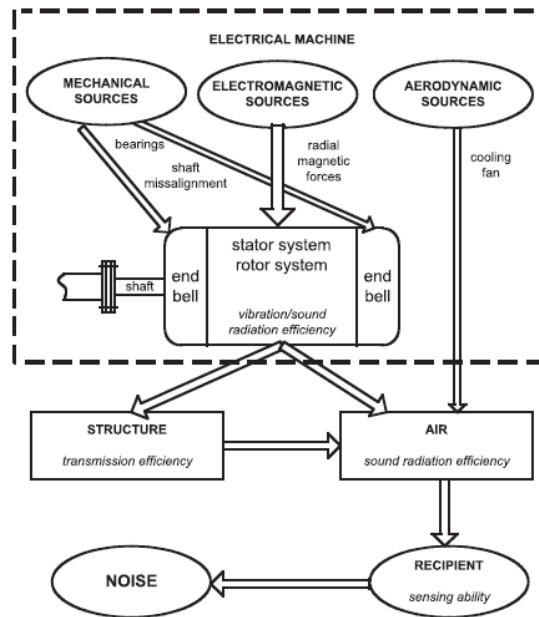 ELECTRICAL MACHINE
MECHANICAL
SOURCES
ELECTROMAGNETIC
SOURCES
AERODYNAMIC
SOURCES
bearings
shaft
missalignment
radial
magnetic
forces
cooling
fan
end
bell
stator system
rotor system
vibration/sound
radiation efficiency
end
bell
shaft
STRUCTURE
transmission efficiency
AIR
sound radiation efficiency
NOISE
RECIPIENT
sensing ability